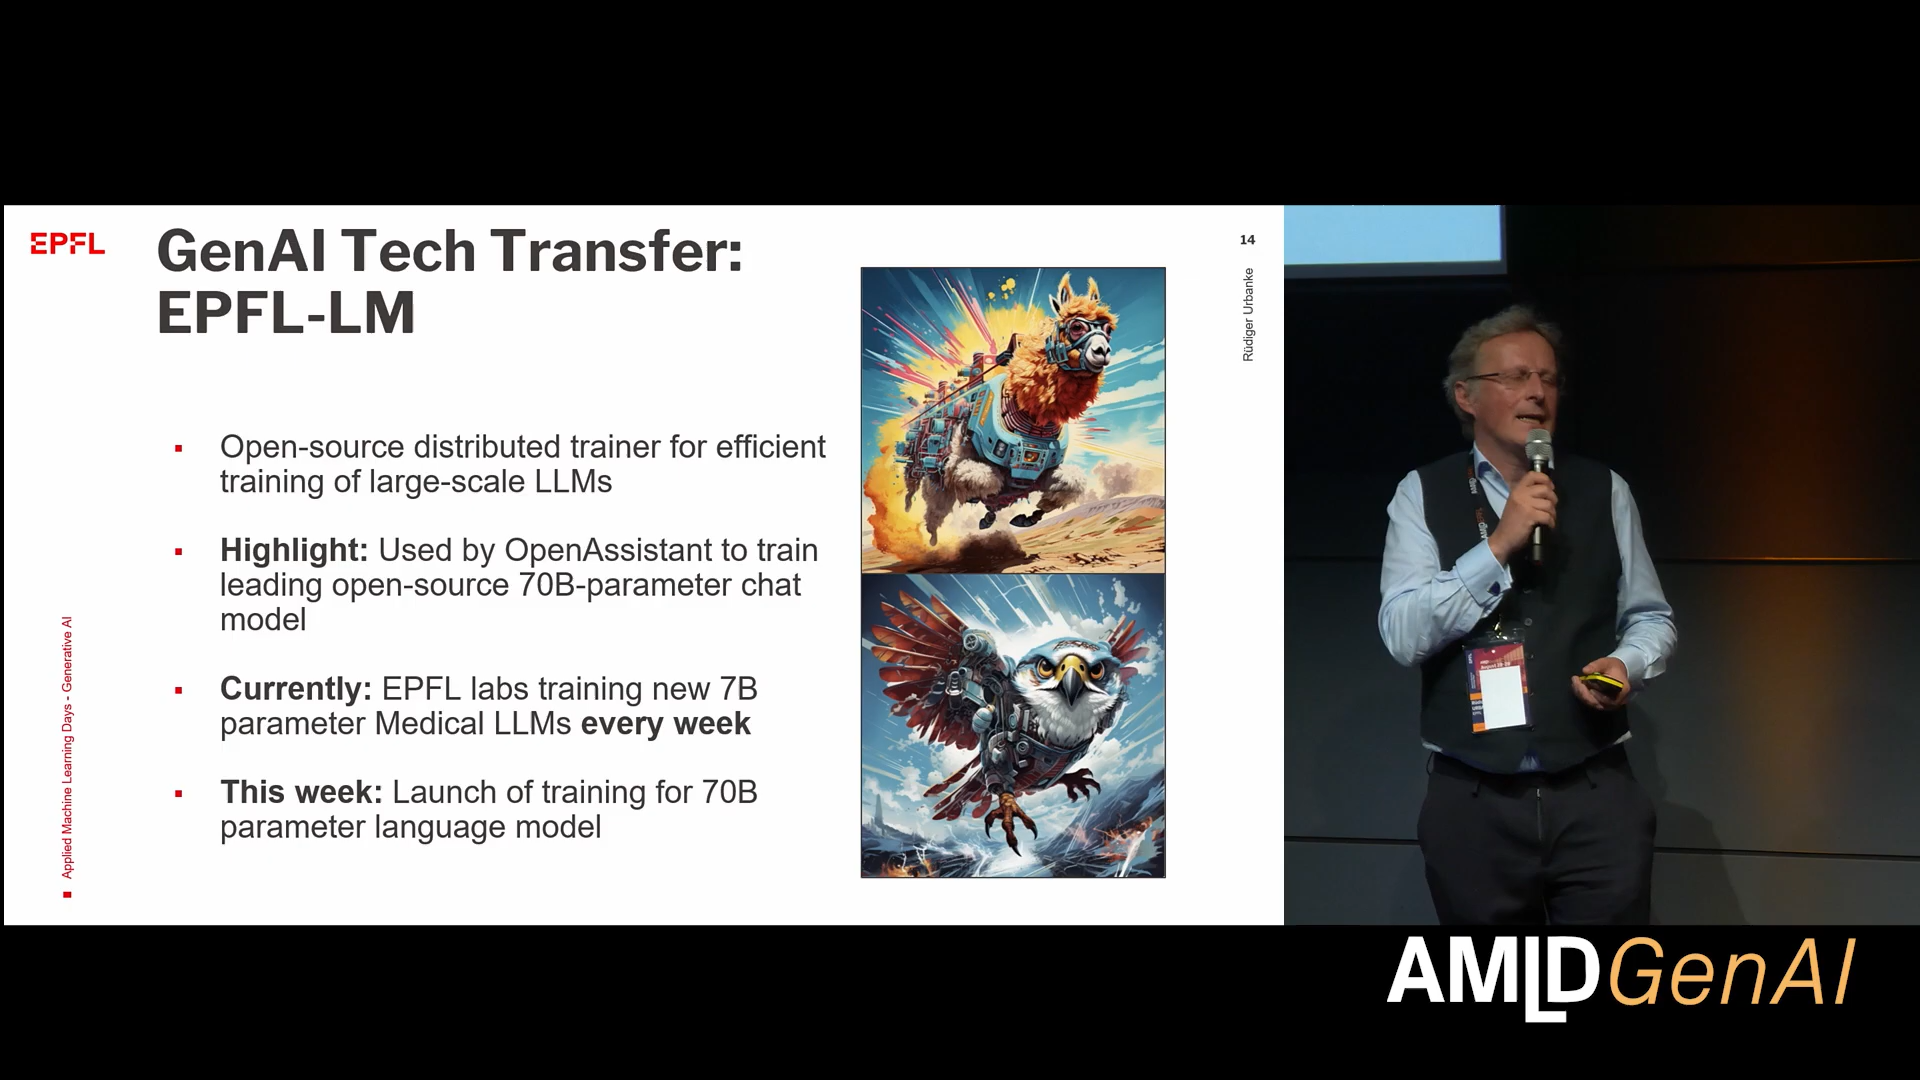 EPFL
GenAI Tech Transfer:
EPFL-LM
14
Rüdiger Urbanke
▪ Open-source distributed trainer for efficient
training of large-scale LLMs
▪ Highlight: Used by OpenAssistant to train
leading open-source 70B-parameter chat
model
▪ Currently: EPFL labs training new 7B
parameter Medical LLMs every week
▪ This week: Launch of training for 70B
parameter language model
▪ Applied Machine Learning Days - Generative AI
AMLDGenAI